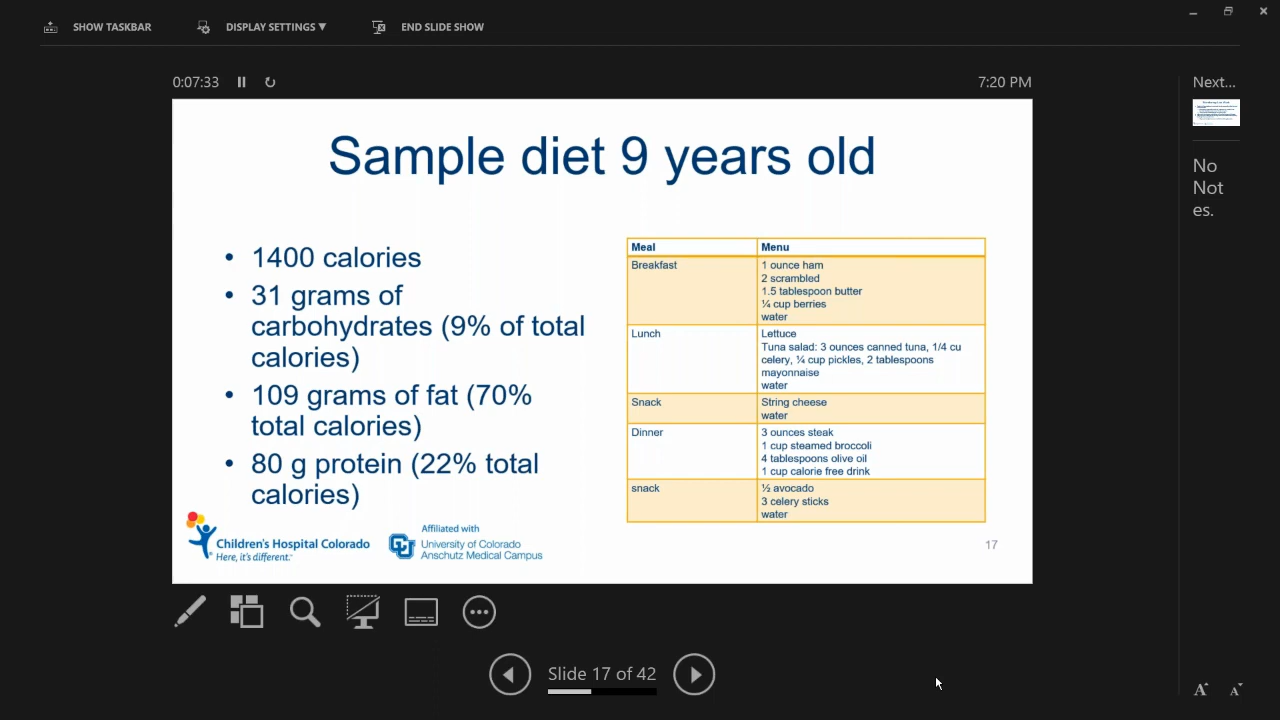 SHOW TASKBAR
DISPLAY SETTINGS ▼
END SLIDE SHOW
0:07:33
7:20 PM
Next...
Sample diet 9 years old
• 1400 calories
• 31 grams of
carbohydrates (9% of total
calories)
• 109 grams of fat (70%
total calories)
• 80 g protein (22% total
calories)
Meal Menu
Breakfast 1 ounce ham
2 scrambled
1.5 tablespoon butter
¼ cup berries
water
Lunch Lettuce
Tuna salad: 3 ounces canned tuna, 1/4 cu
celery, ¼ cup pickles, 2 tablespoons
mayonnaise
water
Snack String cheese
water
Dinner 3 ounces steak
1 cup steamed broccoli
4 tablespoons olive oil
1 cup calorie free drink
snack ½ avocado
3 celery sticks
water
Children's Hospital Colorado
Here, it's different.
Affiliated with
University of Colorado
Anschutz Medical Campus
17
No
Not
es.
Slide 17 of 42
A A